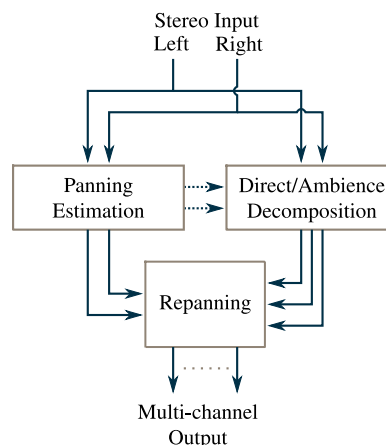 Stereo Input
Left Right
Panning
Estimation
Direct/Ambience
Decomposition
Repanning
Multi-channel
Output